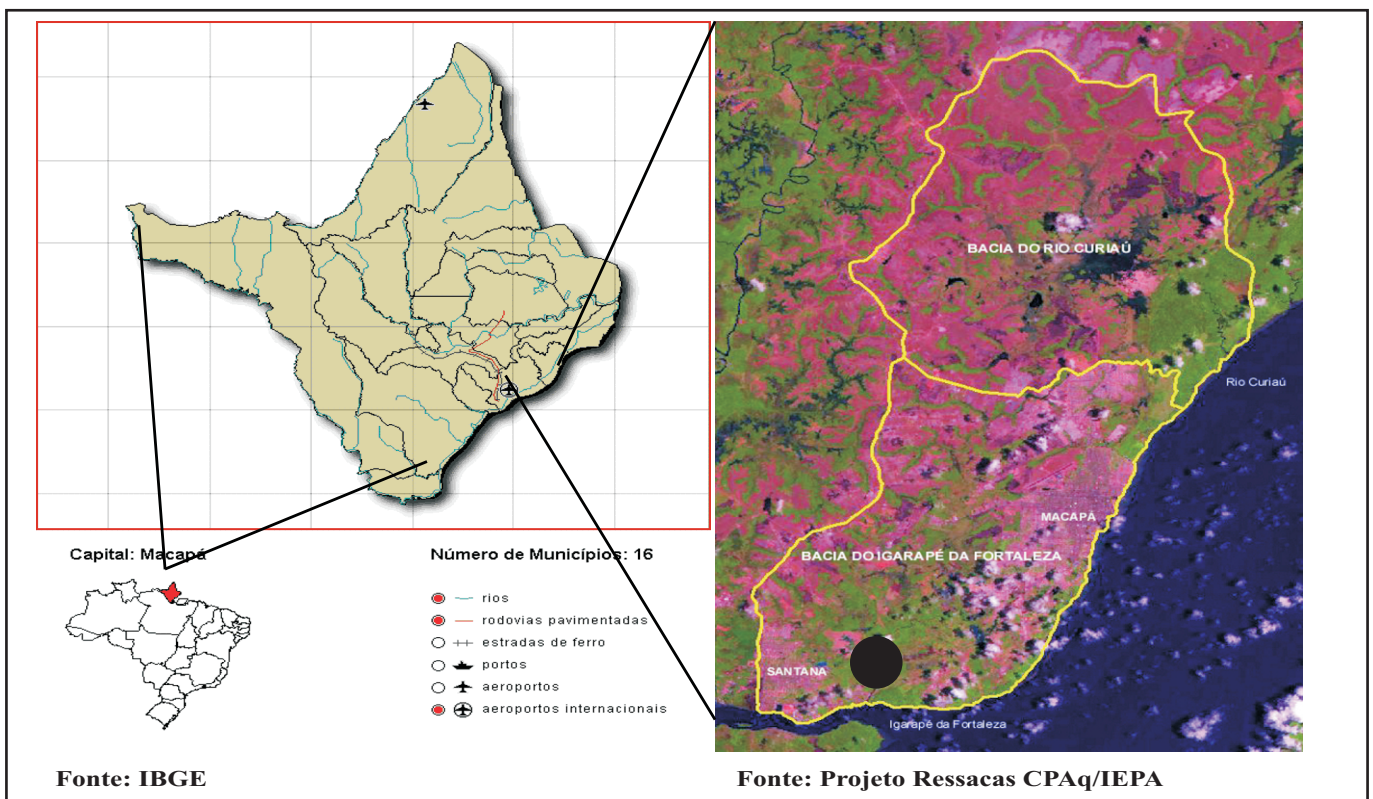 Capital: Macapá
Número de Municípios: 16
rios
rodovias pavimentadas
estradas de ferro
portos
aeroportos
aeroportos internacionais
Fonte: IBGE
BACIA DO RIO CURIAÚ
Rio Curiaú
MACAPÁ
BACIA DO IGARAPÉ DA FORTALEZA
SANTANA
Igarapé da Fortaleza
Fonte: Projeto Ressacas CPAq/IEPA